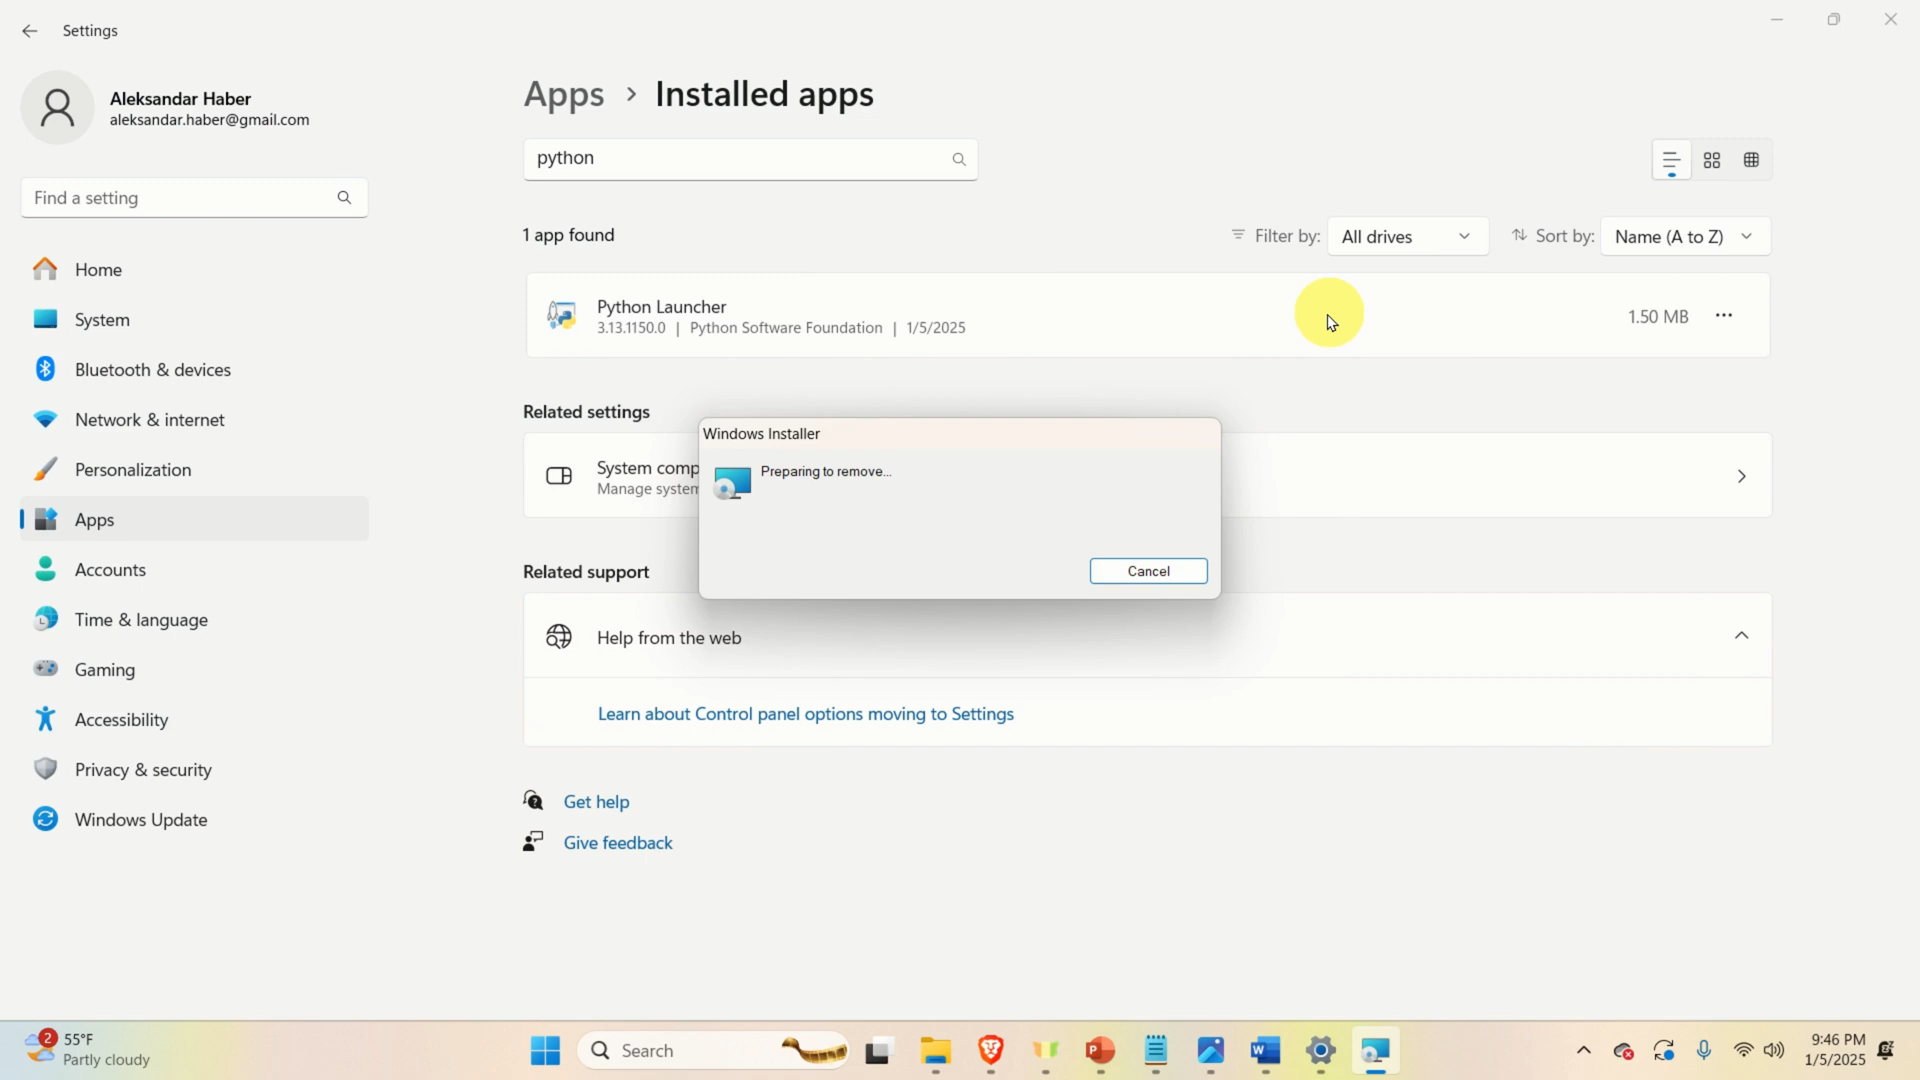 Settings
Aleksandar Haber
aleksandar.haber@gmail.com
Find a setting
Home
System
Bluetooth & devices
Network & internet
Personalization
Apps
Accounts
Time & language
Gaming
Accessibility
Privacy & security
Windows Update
Apps > Installed apps
python
1 app found
Filter by: All drives
Sort by: Name (A to Z)
Python Launcher
3.13.1150.0 | Python Software Foundation | 1/5/2025
1.50 MB
Related settings
System comp
Manage system
Windows Installer
Preparing to remove...
Cancel
Related support
Help from the web
Learn about Control panel options moving to Settings
Get help
Give feedback
2
55°F
Partly cloudy
Search
P
W
9:46 PM
1/5/2025